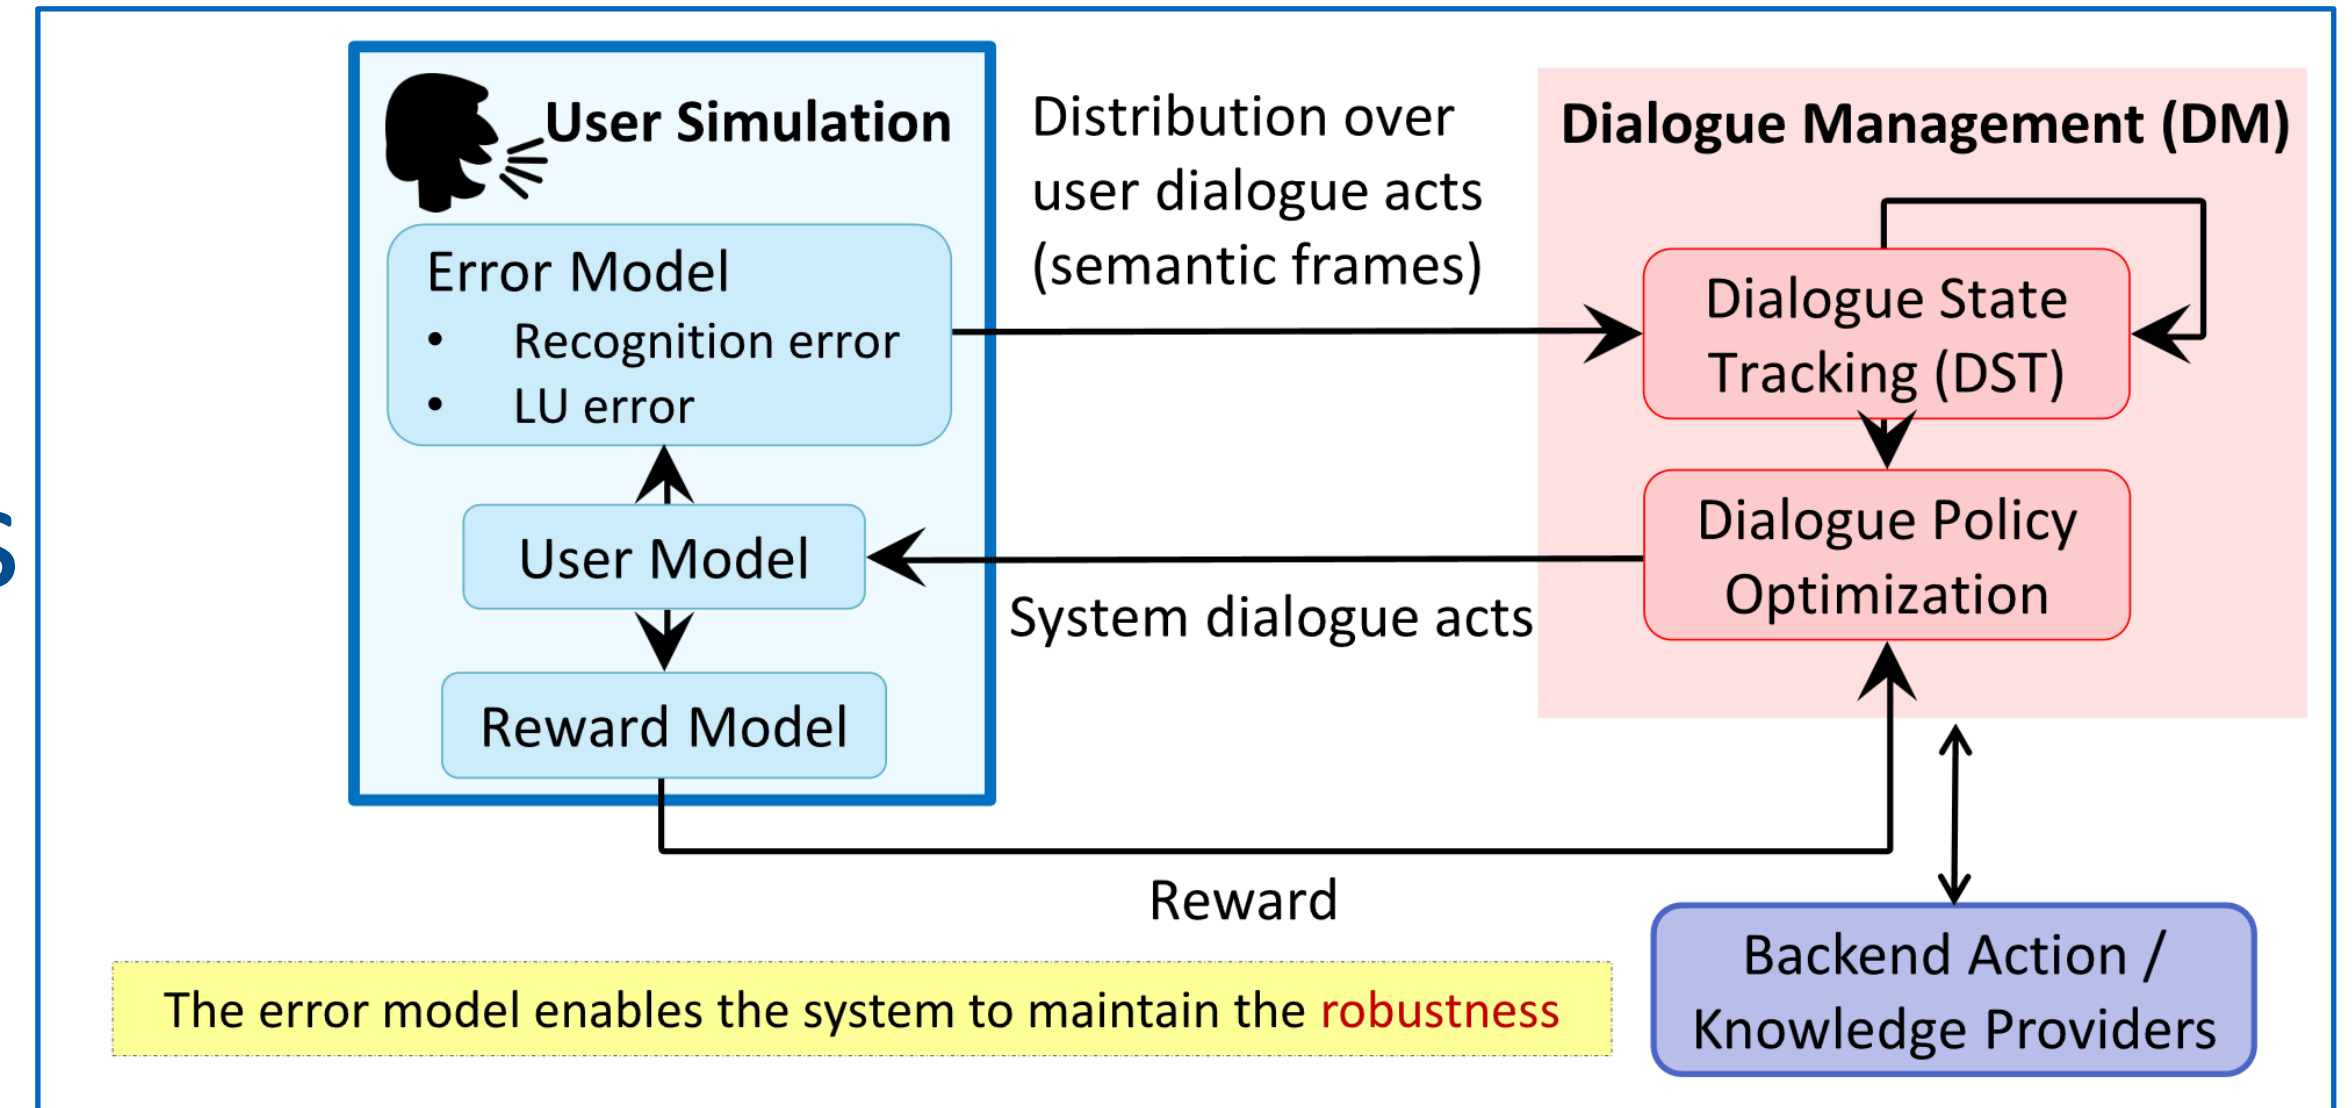 User Simulation
Error Model
• Recognition error
• LU error
User Model
Reward Model
Distribution over
user dialogue acts
(semantic frames)
System dialogue acts
Reward
Dialogue Management (DM)
Dialogue State
Tracking (DST)
Dialogue Policy
Optimization
Backend Action /
Knowledge Providers
The error model enables the system to maintain the robustness